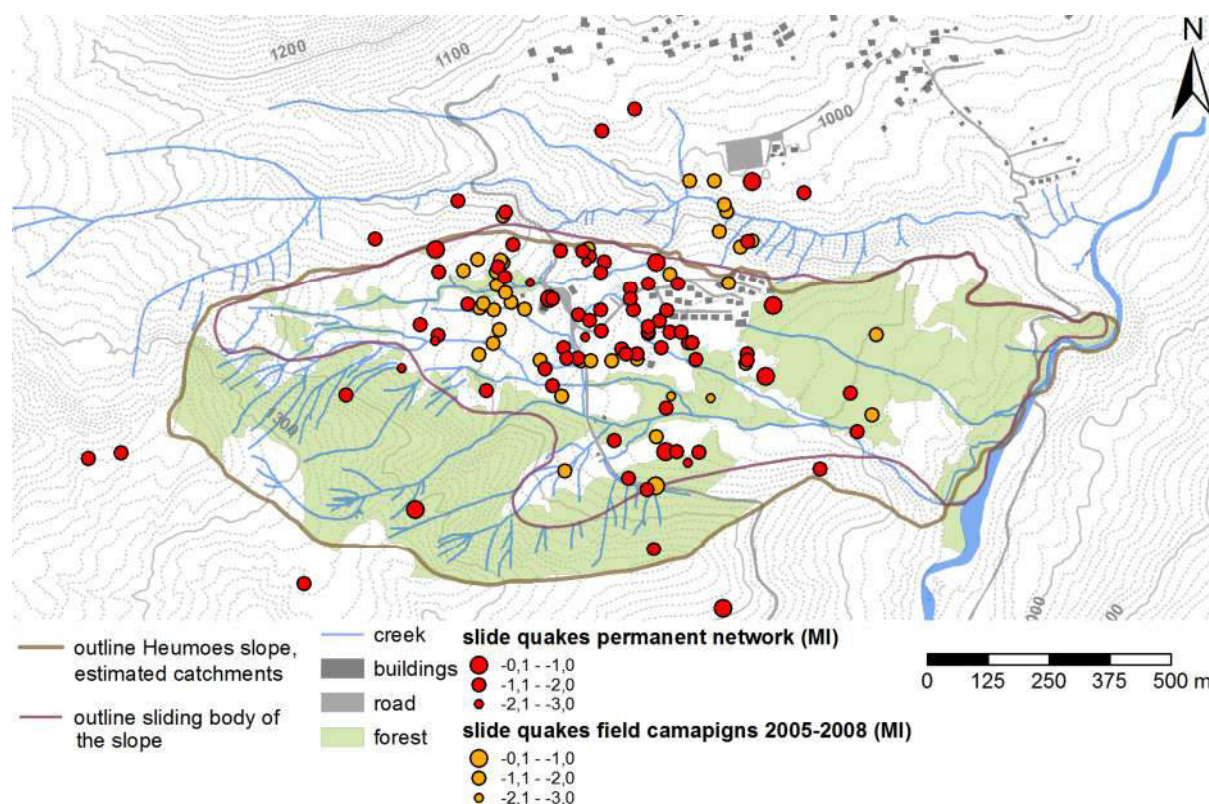 N
1200
1100
1000
1300
1000
1100
outline Heumoes slope,
estimated catchments
outline sliding body of
the slope
creek
buildings
road
forest
slide quakes permanent network (Ml)
-0,1 - -1,0
-1,1 - -2,0
-2,1 - -3,0
slide quakes field camapigns 2005-2008 (Ml)
-0,1 - -1,0
-1,1 - -2,0
-2,1 - -3,0
0 125 250 375 500 m